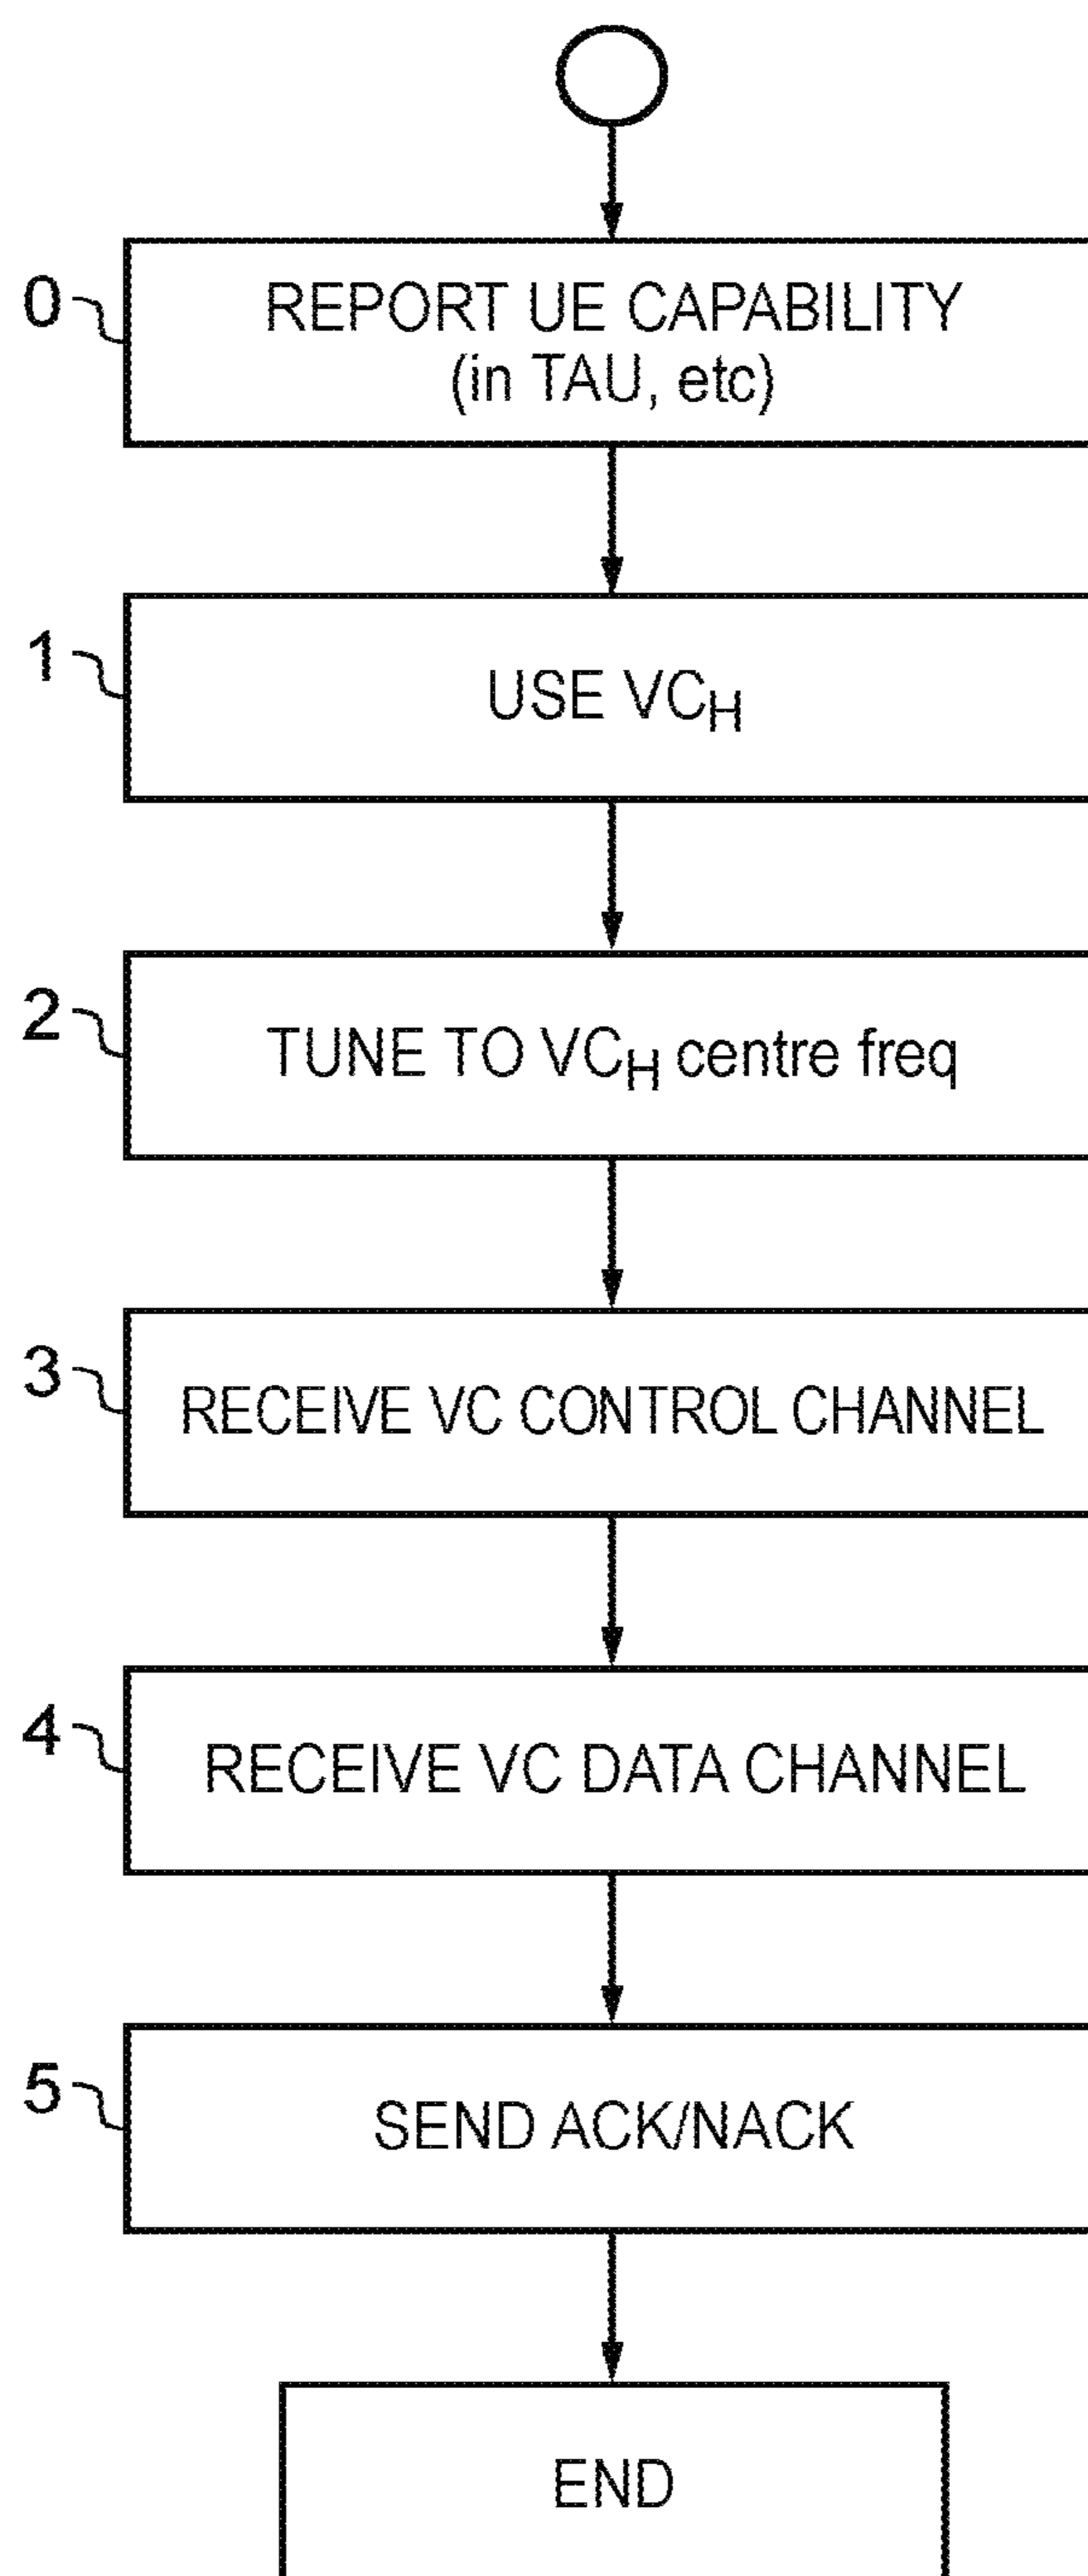 0
REPORT UE CAPABILITY
(in TAU, etc)
1
USE VCH
2
TUNE TO VCH centre freq
3
RECEIVE VC CONTROL CHANNEL
4
RECEIVE VC DATA CHANNEL
5
SEND ACK/NACK
END